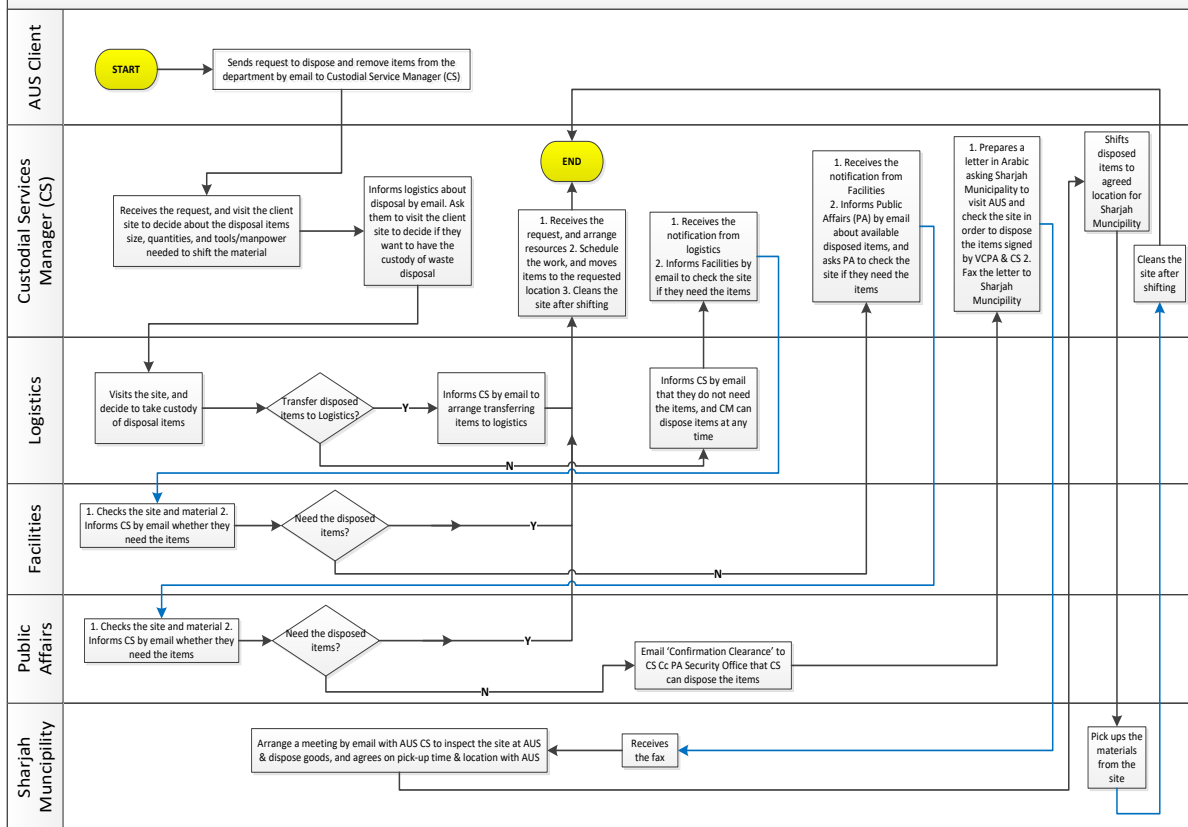 AUS Client
START
Sends request to dispose and remove items from the
department by email to Custodial Service Manager (CS)
Custodial Services
Manager (CS)
Receives the request, and visit the client
site to decide about the disposal items
size, quantities, and tools/manpower
needed to shift the material
Informs logistics about
disposal by email. Ask
them to visit the client
site to decide if they
want to have the
custody of waste
disposal
END
1. Receives the
request, and arrange
resources 2. Schedule
the work, and moves
items to the requested
location 3. Cleans the
site after shifting
1. Receives the
notification from
logistics
2. Informs Facilities by
email to check the site
if they need the items
1. Receives the
notification from
Facilities
2. Informs Public
Affairs (PA) by email
about available
disposed items, and
asks PA to check the
site if they need the
items
1. Prepares a
letter in Arabic
asking Sharjah
Municipality to
visit AUS and
check the site in
order to dispose
the items signed
by VCPA & CS 2.
Fax the letter to
Sharjah
Muncipility
Shifts
disposed
items to
agreed
location for
Sharjah
Municipality
Cleans the
site after
shifting
Logistics
Visits the site, and
decide to take custody
of disposal items
Transfer disposed
items to Logistics?
Y
Informs CS by email to
arrange transferring
items to logistics
N
Informs CS by email
that they do not need
the items, and CM can
dispose items at any
time
Facilities
1. Checks the site and material 2.
Informs CS by email whether they
need the items
Need the disposed
items?
Y
N
Public
Affairs
1. Checks the site and material 2.
Informs CS by email whether they
need the items
Need the disposed
items?
Y
N
Email ‘Confirmation Clearance’ to
CS Cc PA Security Office that CS
can dispose the items
Sharjah
Muncipility
Arrange a meeting by email with AUS CS to inspect the site at AUS
& dispose goods, and agrees on pick-up time & location with AUS
Receives
the fax
Pick ups the
materials
from the
site